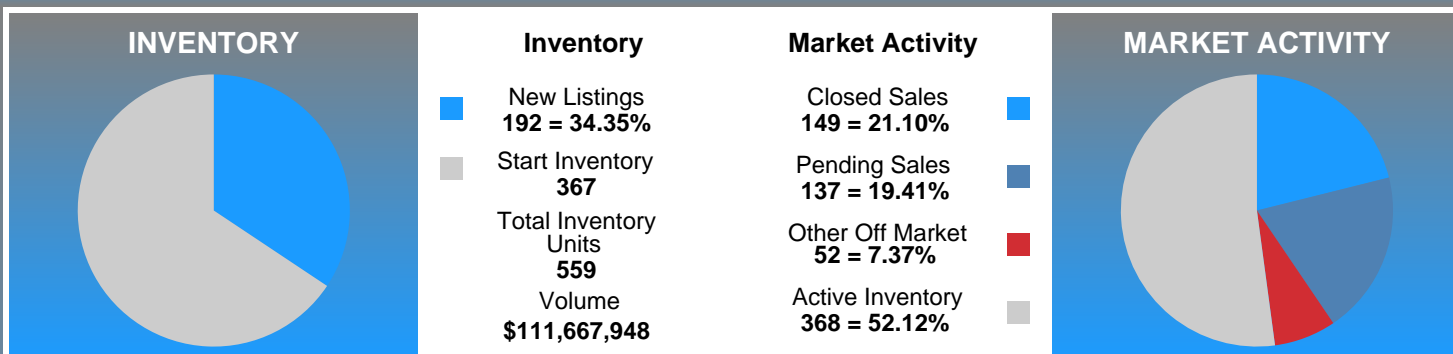 INVENTORY
Inventory
New Listings
192 = 34.35%
Start Inventory
367
Total Inventory
Units
559
Volume
$111,667,948
Market Activity
Closed Sales
149 = 21.10%
Pending Sales
137 = 19.41%
Other Off Market
52 = 7.37%
Active Inventory
368 = 52.12%
MARKET ACTIVITY